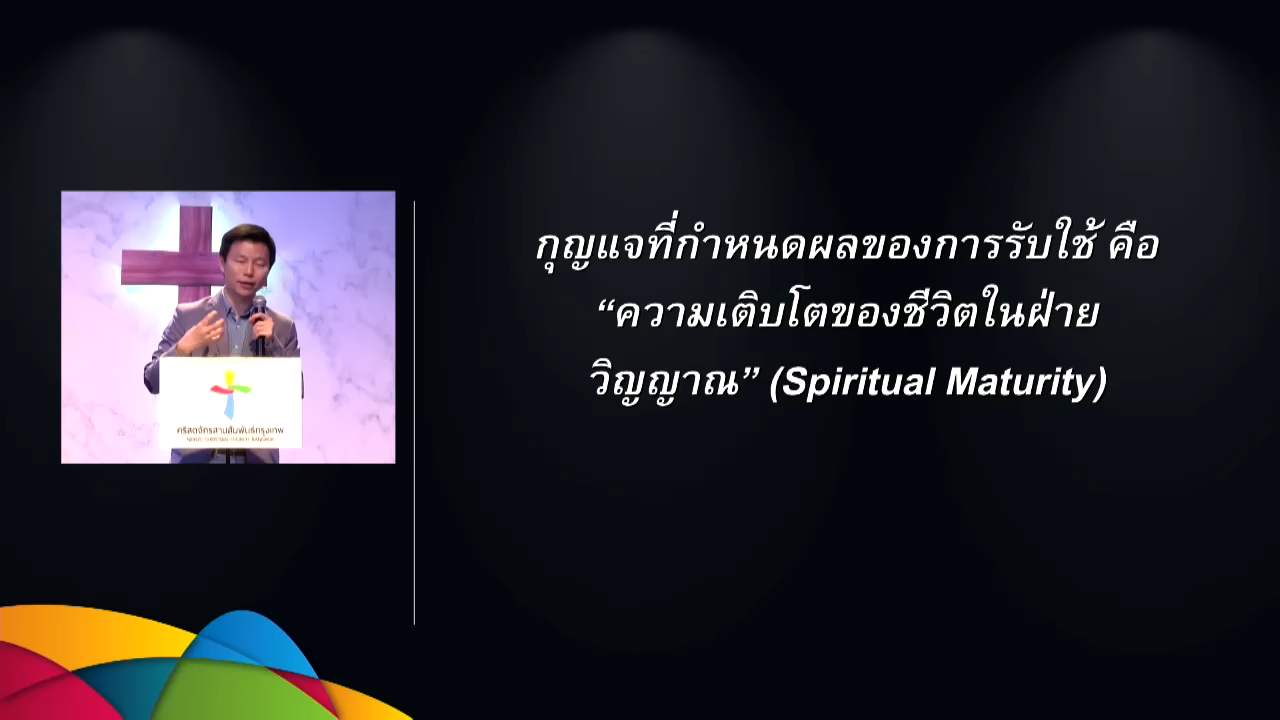 กุญแจที่กำหนดผลของการรับใช้ คือ
“ความเติบโตของชีวิตในฝ่าย
วิญญาณ” (Spiritual Maturity)
คริสตจักรสานสัมพันธ์กรุงเทพ